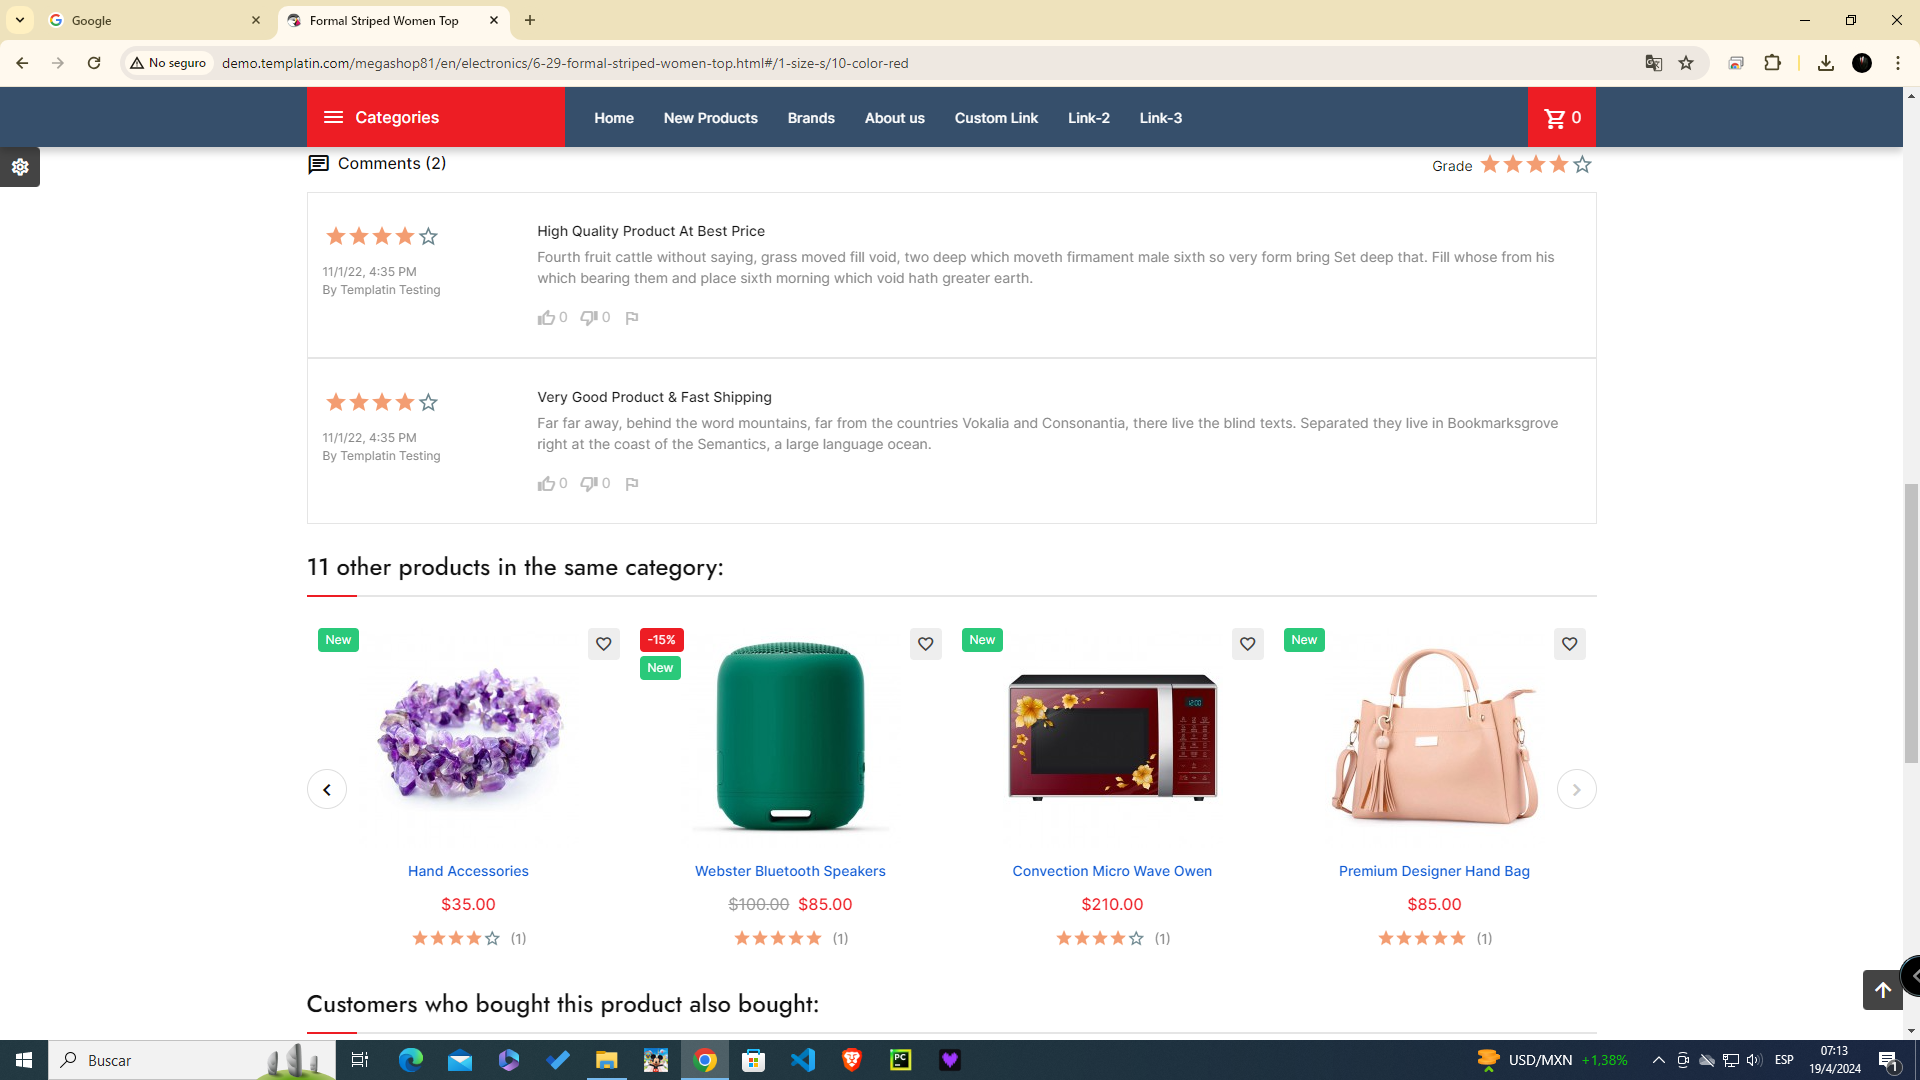 Google
Formal Striped Women Top
No seguro
demo.templatin.com/megashop81/en/electronics/6-29-formal-striped-women-top.html#/1-size-s/10-color-red
Categories
Home
New Products
Brands
About us
Custom Link
Link-2
Link-3
0
Comments (2)
Grade
11/1/22, 4:35 PM
By Templatin Testing
High Quality Product At Best Price
Fourth fruit cattle without saying, grass moved fill void, two deep which moveth firmament male sixth so very form bring Set deep that. Fill whose from his
which bearing them and place sixth morning which void hath greater earth.
0
0
11/1/22, 4:35 PM
By Templatin Testing
Very Good Product & Fast Shipping
Far far away, behind the word mountains, far from the countries Vokalia and Consonantia, there live the blind texts. Separated they live in Bookmarksgrove
right at the coast of the Semantics, a large language ocean.
0
0
11 other products in the same category:
New
-15%
New
New
New
Hand Accessories
$35.00
(1)
Webster Bluetooth Speakers
$100.00 $85.00
(1)
Convection Micro Wave Owen
$210.00
(1)
Premium Designer Hand Bag
$85.00
(1)
Customers who bought this product also bought:
Buscar
PC
USD/MXN +1,38%
ESP
07:13
19/4/2024
1